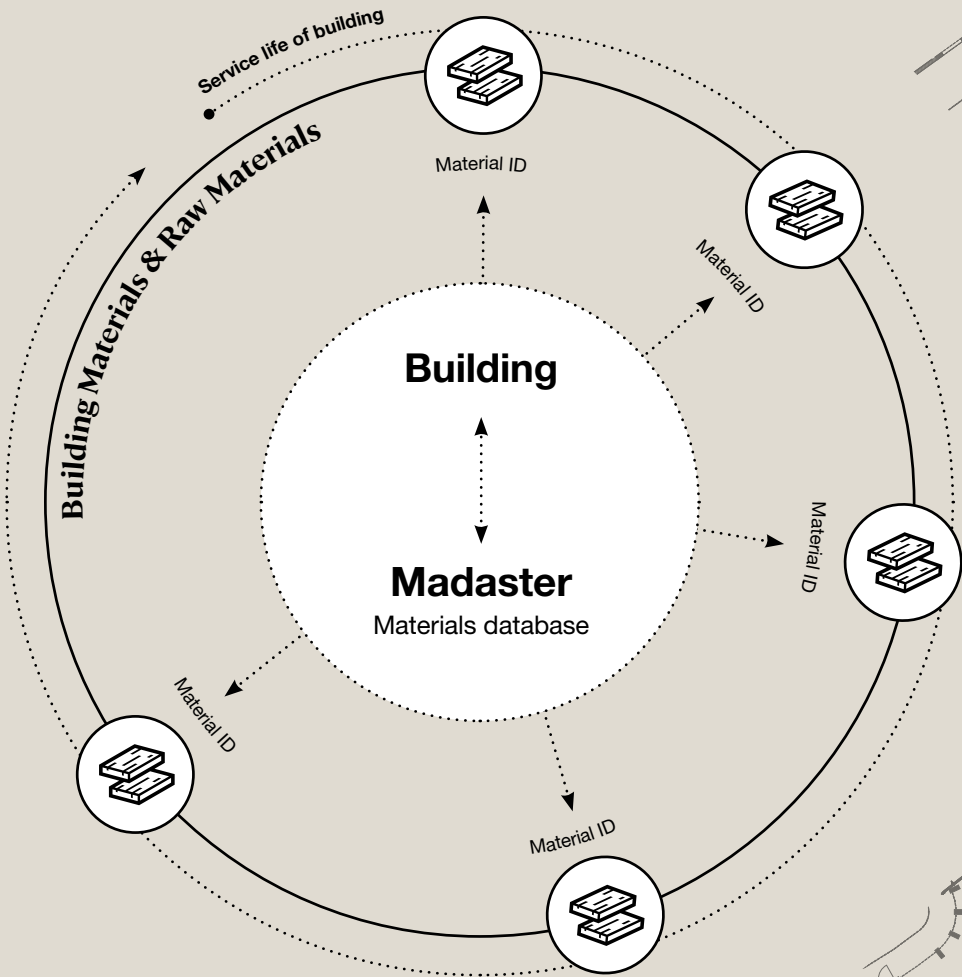 Service life of building
Building Materials & Raw Materials
Material ID
Material ID
Building
Material ID
Madaster
Materials database
Material ID
Material ID